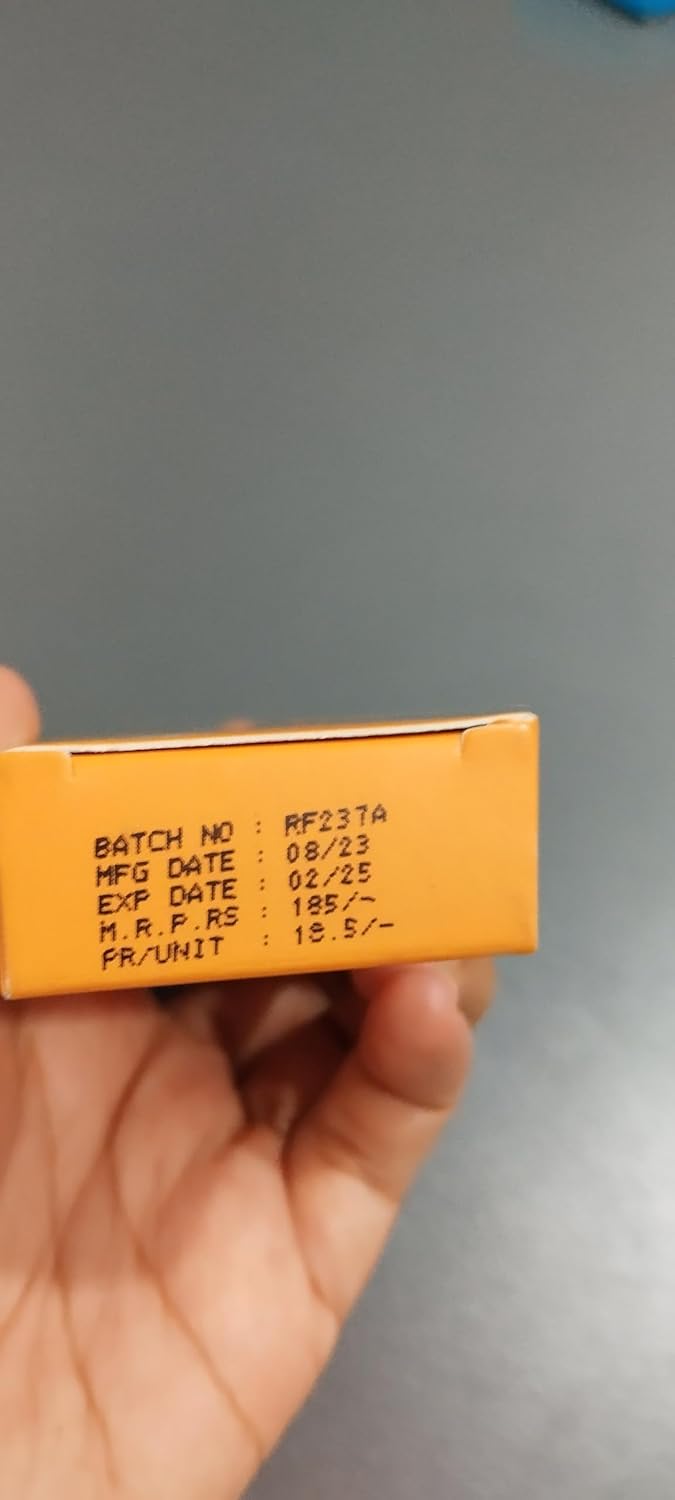 BATCH NO : RF237A
MFG DATE : 08/23
EXP DATE : 02/25
M.R.P.RS : 185/-
PR/UNIT : 18.5/-